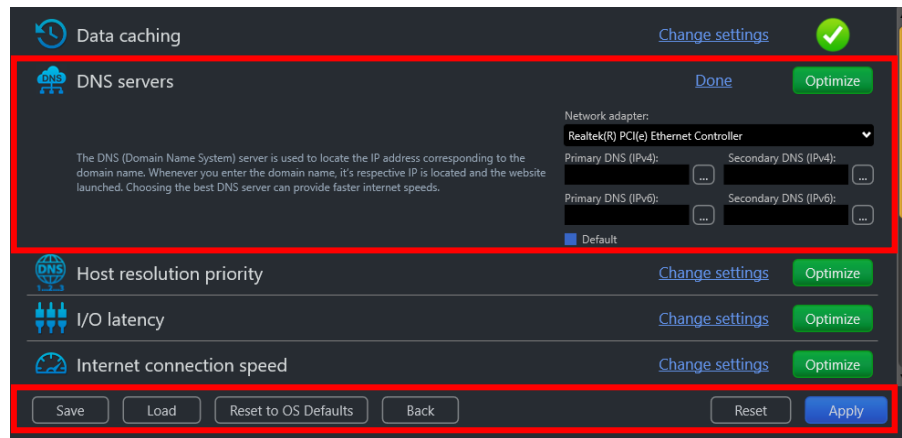 Data caching Change settings
DNS
DNS servers Done Optimize
Network adapter:
Realtek(R) PCI(e) Ethernet Controller
The DNS (Domain Name System) server is used to locate the IP address corresponding to the
domain name. Whenever you enter the domain name, it's respective IP is located and the website
launched. Choosing the best DNS server can provide faster internet speeds.
Primary DNS (IPv4): Secondary DNS (IPv4):
... ...
Primary DNS (IPv6): Secondary DNS (IPv6):
... ...
Default
DNS
1..2..3
Host resolution priority Change settings Optimize
I/O latency Change settings Optimize
Internet connection speed Change settings Optimize
Save Load Reset to OS Defaults Back Reset Apply